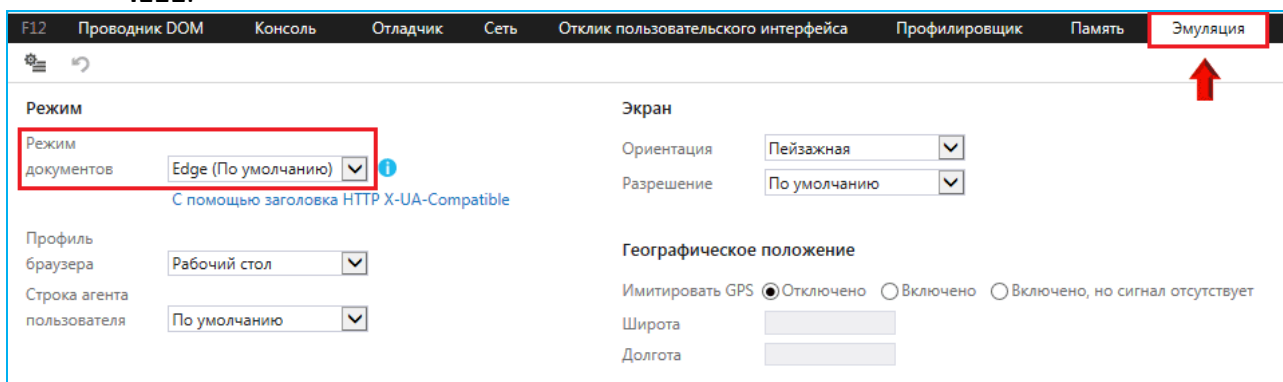 F12 Проводник DOM Консоль Отладчик Сеть Отклик пользовательского интерфейса Профилировщик Память Эмуляция
Режим
Режим
документов Edge (По умолчанию)
С помощью заголовка HTTP X-UA-Compatible
Профиль
браузера Рабочий стол
Строка агента
пользователя По умолчанию
Экран
Ориентация Пейзажная
Разрешение По умолчанию
Географическое положение
Имитировать GPS Отключено Включено Включено, но сигнал отсутствует
Широта
Долгота